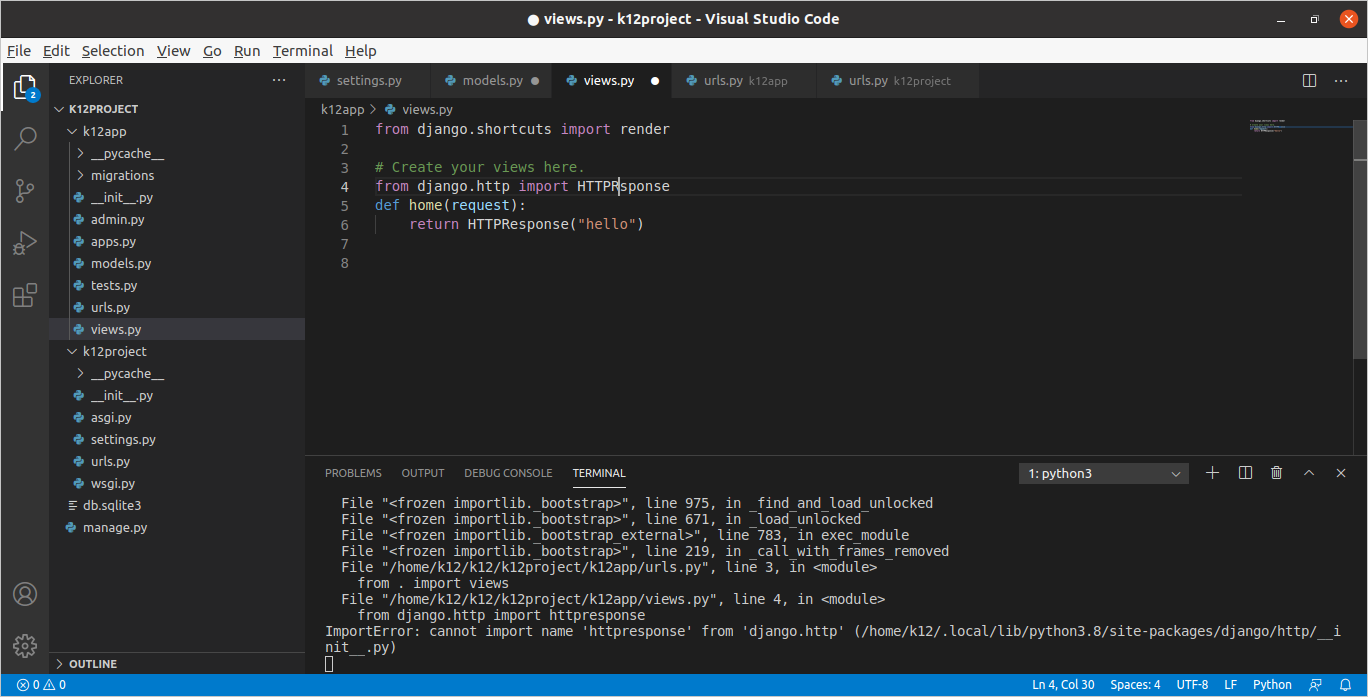 ● views.py - k12project - Visual Studio Code
File Edit Selection View Go Run Terminal Help
2
EXPLORER
K12PROJECT
k12app
__pycache__
migrations
__init__.py
admin.py
apps.py
models.py
tests.py
urls.py
views.py
k12project
__pycache__
__init__.py
asgi.py
settings.py
urls.py
wsgi.py
db.sqlite3
manage.py
OUTLINE
settings.py models.py views.py urls.py k12app urls.py k12project
k12app > views.py
1 from django.shortcuts import render
2
3 # Create your views here.
4 from django.http import HTTPRsponse
5 def home(request):
6 return HTTPResponse("hello")
7
8
PROBLEMS OUTPUT DEBUG CONSOLE TERMINAL 1: python3
File "<frozen importlib._bootstrap>", line 975, in _find_and_load_unlocked
File "<frozen importlib._bootstrap>", line 671, in _load_unlocked
File "<frozen importlib._bootstrap_external>", line 783, in exec_module
File "<frozen importlib._bootstrap>", line 219, in _call_with_frames_removed
File "/home/k12/k12/k12project/k12app/urls.py", line 3, in <module>
from . import views
File "/home/k12/k12/k12project/k12app/views.py", line 4, in <module>
from django.http import httpresponse
ImportError: cannot import name 'httpresponse' from 'django.http' (/home/k12/.local/lib/python3.8/site-packages/django/http/__i
nit__.py)
0 0 Ln 4, Col 30 Spaces: 4 UTF-8 LF Python